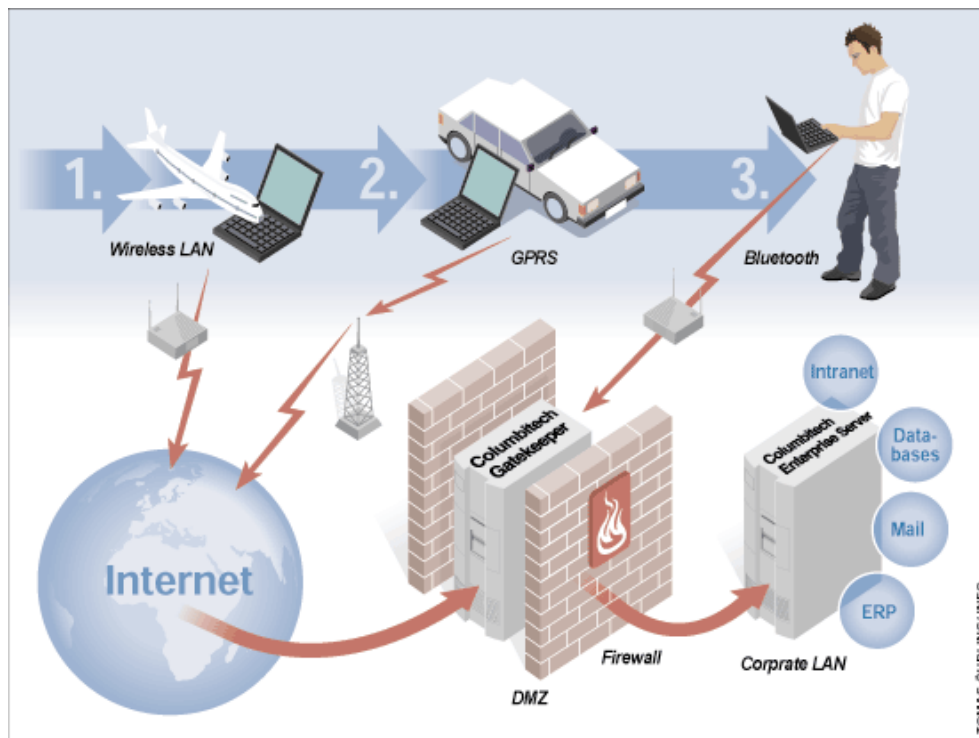 1.
2.
3.
Wireless LAN
GPRS
Bluetooth
Intranet
Columbitech
Gatekeeper
Columbitech
Enterprise Server
Data-
bases
Mail
Internet
ERP
Firewall
Corprate LAN
DMZ